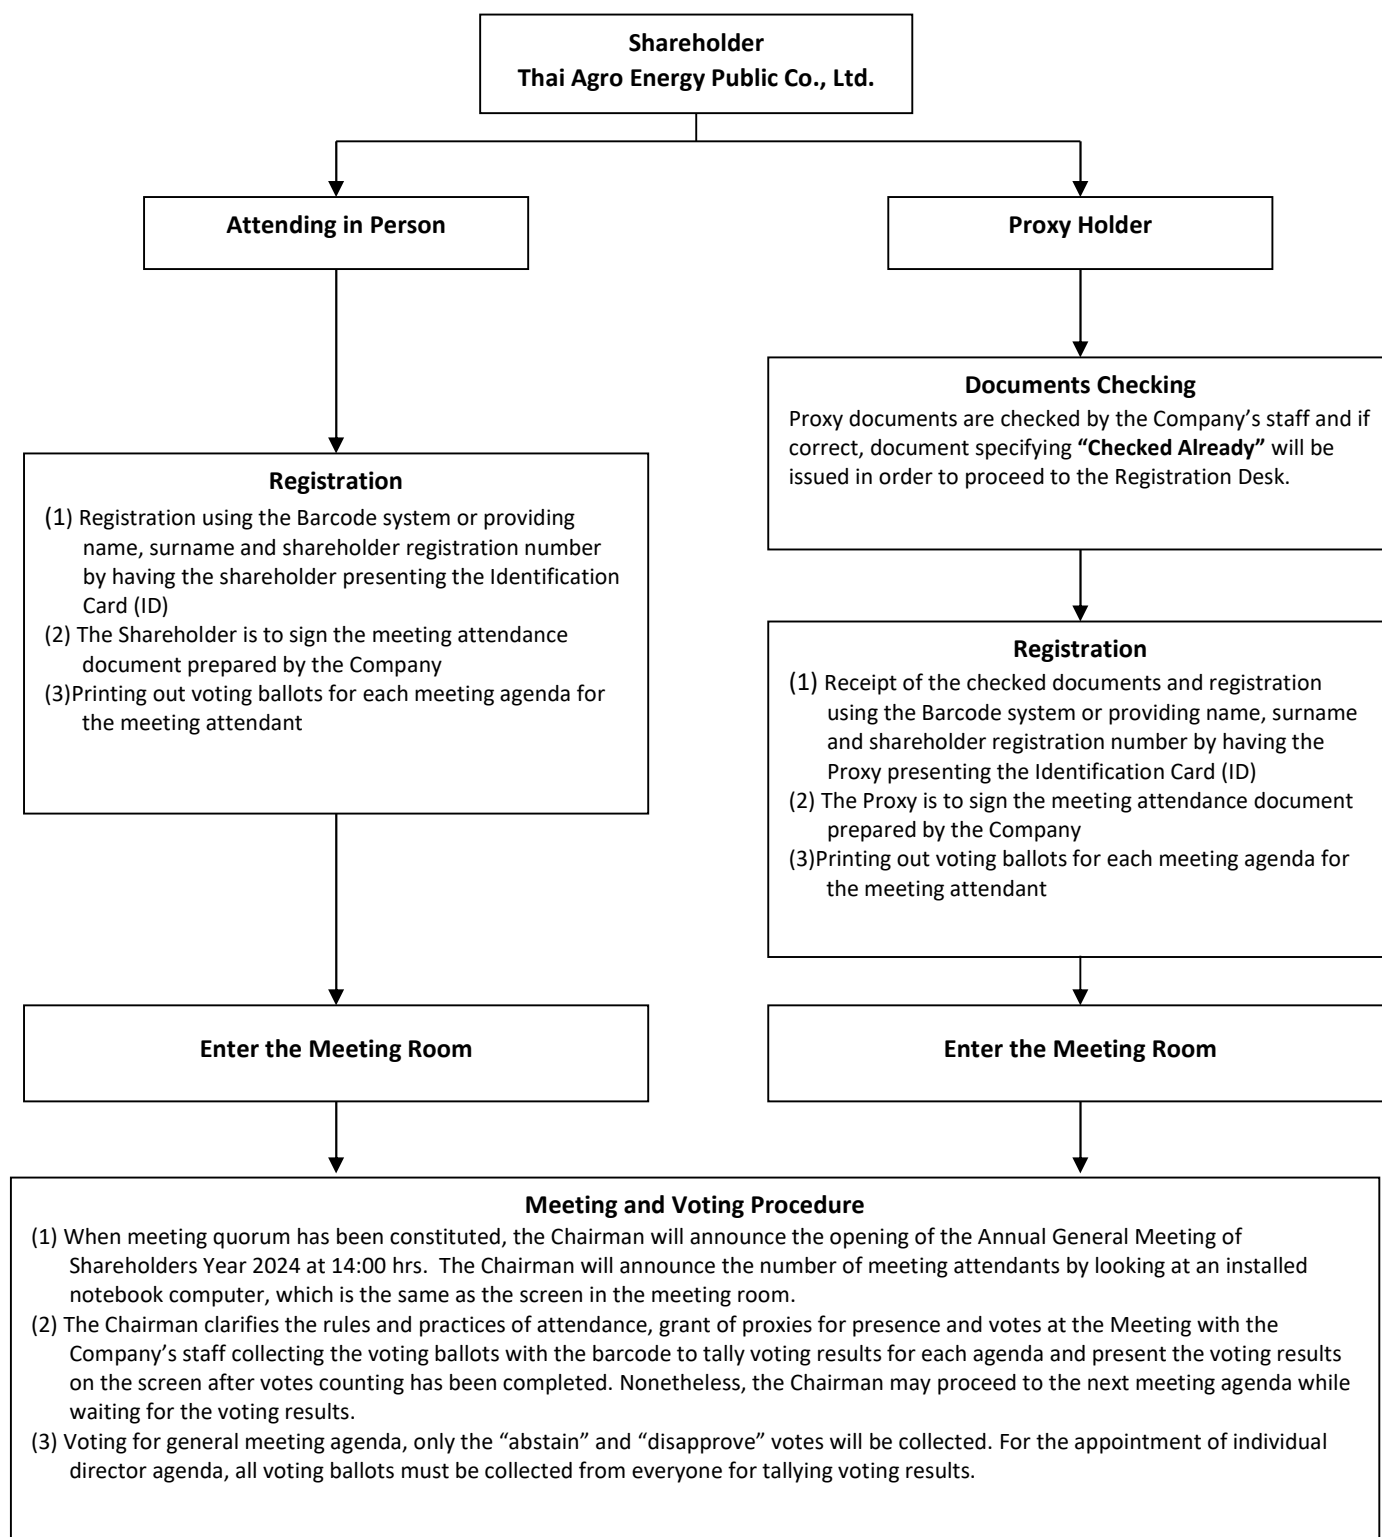 Shareholder
Thai Agro Energy Public Co., Ltd.
Attending in Person
Proxy Holder
Documents Checking
Proxy documents are checked by the Company’s staff and if
correct, document specifying “Checked Already” will be
issued in order to proceed to the Registration Desk.
Registration
(1) Registration using the Barcode system or providing
name, surname and shareholder registration number
by having the shareholder presenting the Identification
Card (ID)
(2) The Shareholder is to sign the meeting attendance
document prepared by the Company
(3)Printing out voting ballots for each meeting agenda for
the meeting attendant
Registration
(1) Receipt of the checked documents and registration
using the Barcode system or providing name, surname
and shareholder registration number by having the
Proxy presenting the Identification Card (ID)
(2) The Proxy is to sign the meeting attendance document
prepared by the Company
(3)Printing out voting ballots for each meeting agenda for
the meeting attendant
Enter the Meeting Room
Enter the Meeting Room
Meeting and Voting Procedure
(1) When meeting quorum has been constituted, the Chairman will announce the opening of the Annual General Meeting of
Shareholders Year 2024 at 14:00 hrs.  The Chairman will announce the number of meeting attendants by looking at an installed
notebook computer, which is the same as the screen in the meeting room.
(2) The Chairman clarifies the rules and practices of attendance, grant of proxies for presence and votes at the Meeting with the
Company’s staff collecting the voting ballots with the barcode to tally voting results for each agenda and present the voting results
on the screen after votes counting has been completed. Nonetheless, the Chairman may proceed to the next meeting agenda while
waiting for the voting results.
(3) Voting for general meeting agenda, only the “abstain” and “disapprove” votes will be collected. For the appointment of individual
director agenda, all voting ballots must be collected from everyone for tallying voting results.